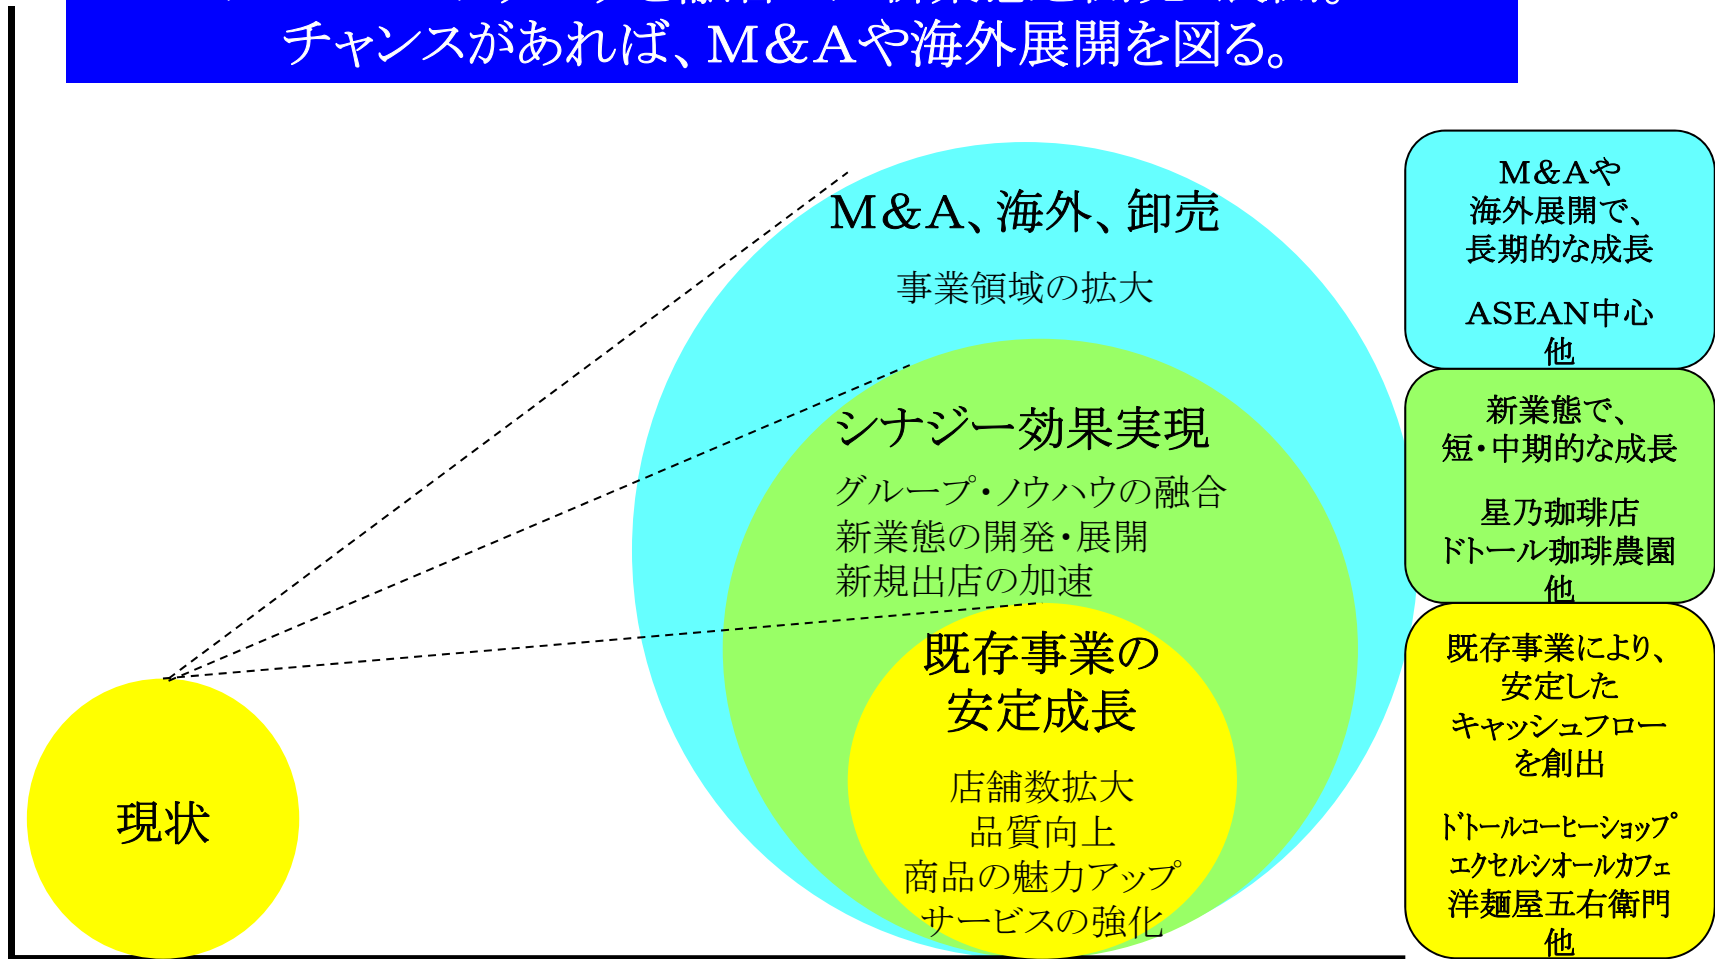 チャンスがあれば、M&Aや海外展開を図る。
M&A、海外、卸売
事業領域の拡大
シナジー効果実現
グループ・ノウハウの融合
新業態の開発・展開
新規出店の加速
既存事業の
安定成長
店舗数拡大
品質向上
商品の魅力アップ
サービスの強化
現状
M&Aや
海外展開で、
長期的な成長
ASEAN中心
他
新業態で、
短・中期的な成長
星乃珈琲店
ドトール珈琲農園
他
既存事業により、
安定した
キャッシュフロー
を創出
ﾄﾞﾄｰﾙｺｰﾋｰｼｮｯﾌﾟ
ｴｸｾﾙｼｵｰﾙｶﾌｪ
洋麺屋五右衛門
他